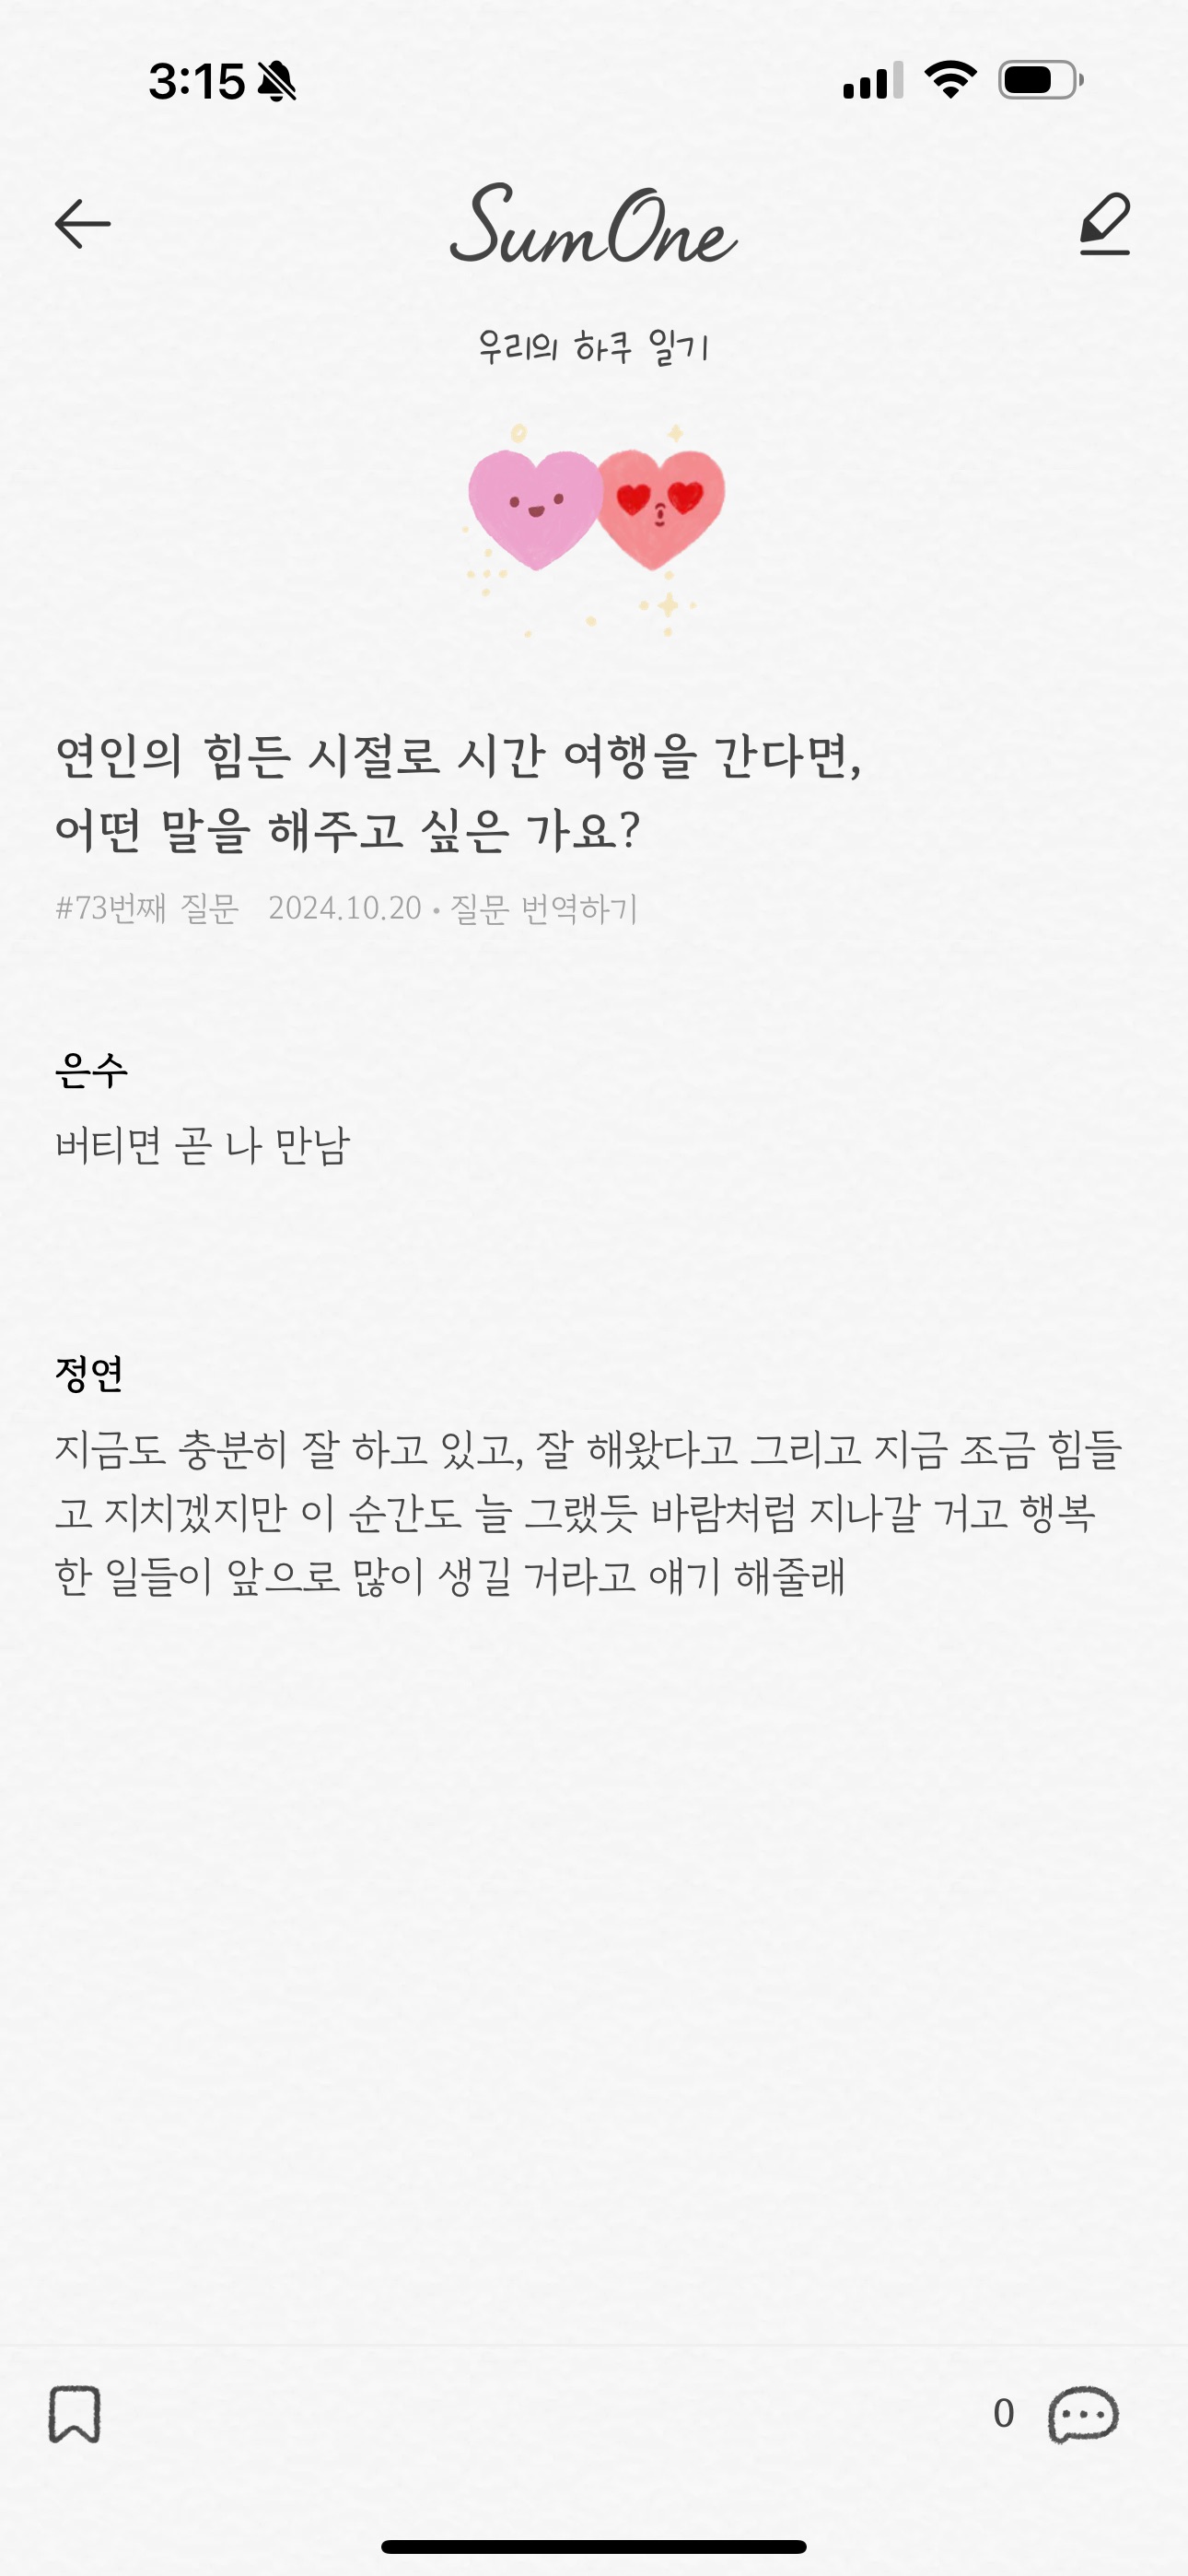 3:15
SumOne
우리의 하쿠 일기
연인의 힘든 시절로 시간 여행을 간다면,
어떤 말을 해주고 싶은 가요?
#73번째 질문 2024.10.20 • 질문 번역하기
은수
버티면 곧 나 만남
정연
지금도 충분히 잘 하고 있고, 잘 해왔다고 그리고 지금 조금 힘들
고 지치겠지만 이 순간도 늘 그랬듯 바람처럼 지나갈 거고 행복
한 일들이 앞으로 많이 생길 거라고 얘기 해줄래
0